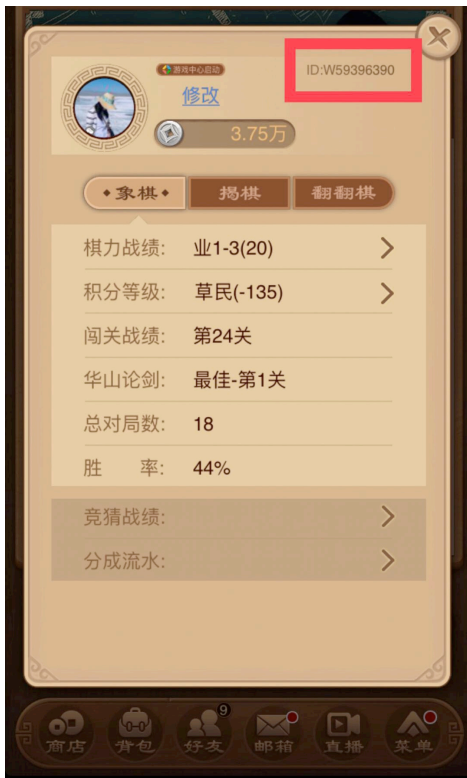 游戏中心启动
ID:W59396390
修改
3.75万
象棋
揭棋
翻翻棋
棋力战绩: 业1-3(20)
积分等级: 草民(-135)
闯关战绩: 第24关
华山论剑: 最佳-第1关
总对局数: 18
胜 率: 44%
竞猜战绩:
分成流水:
9
商店
背包
好友
邮箱
直播
菜单